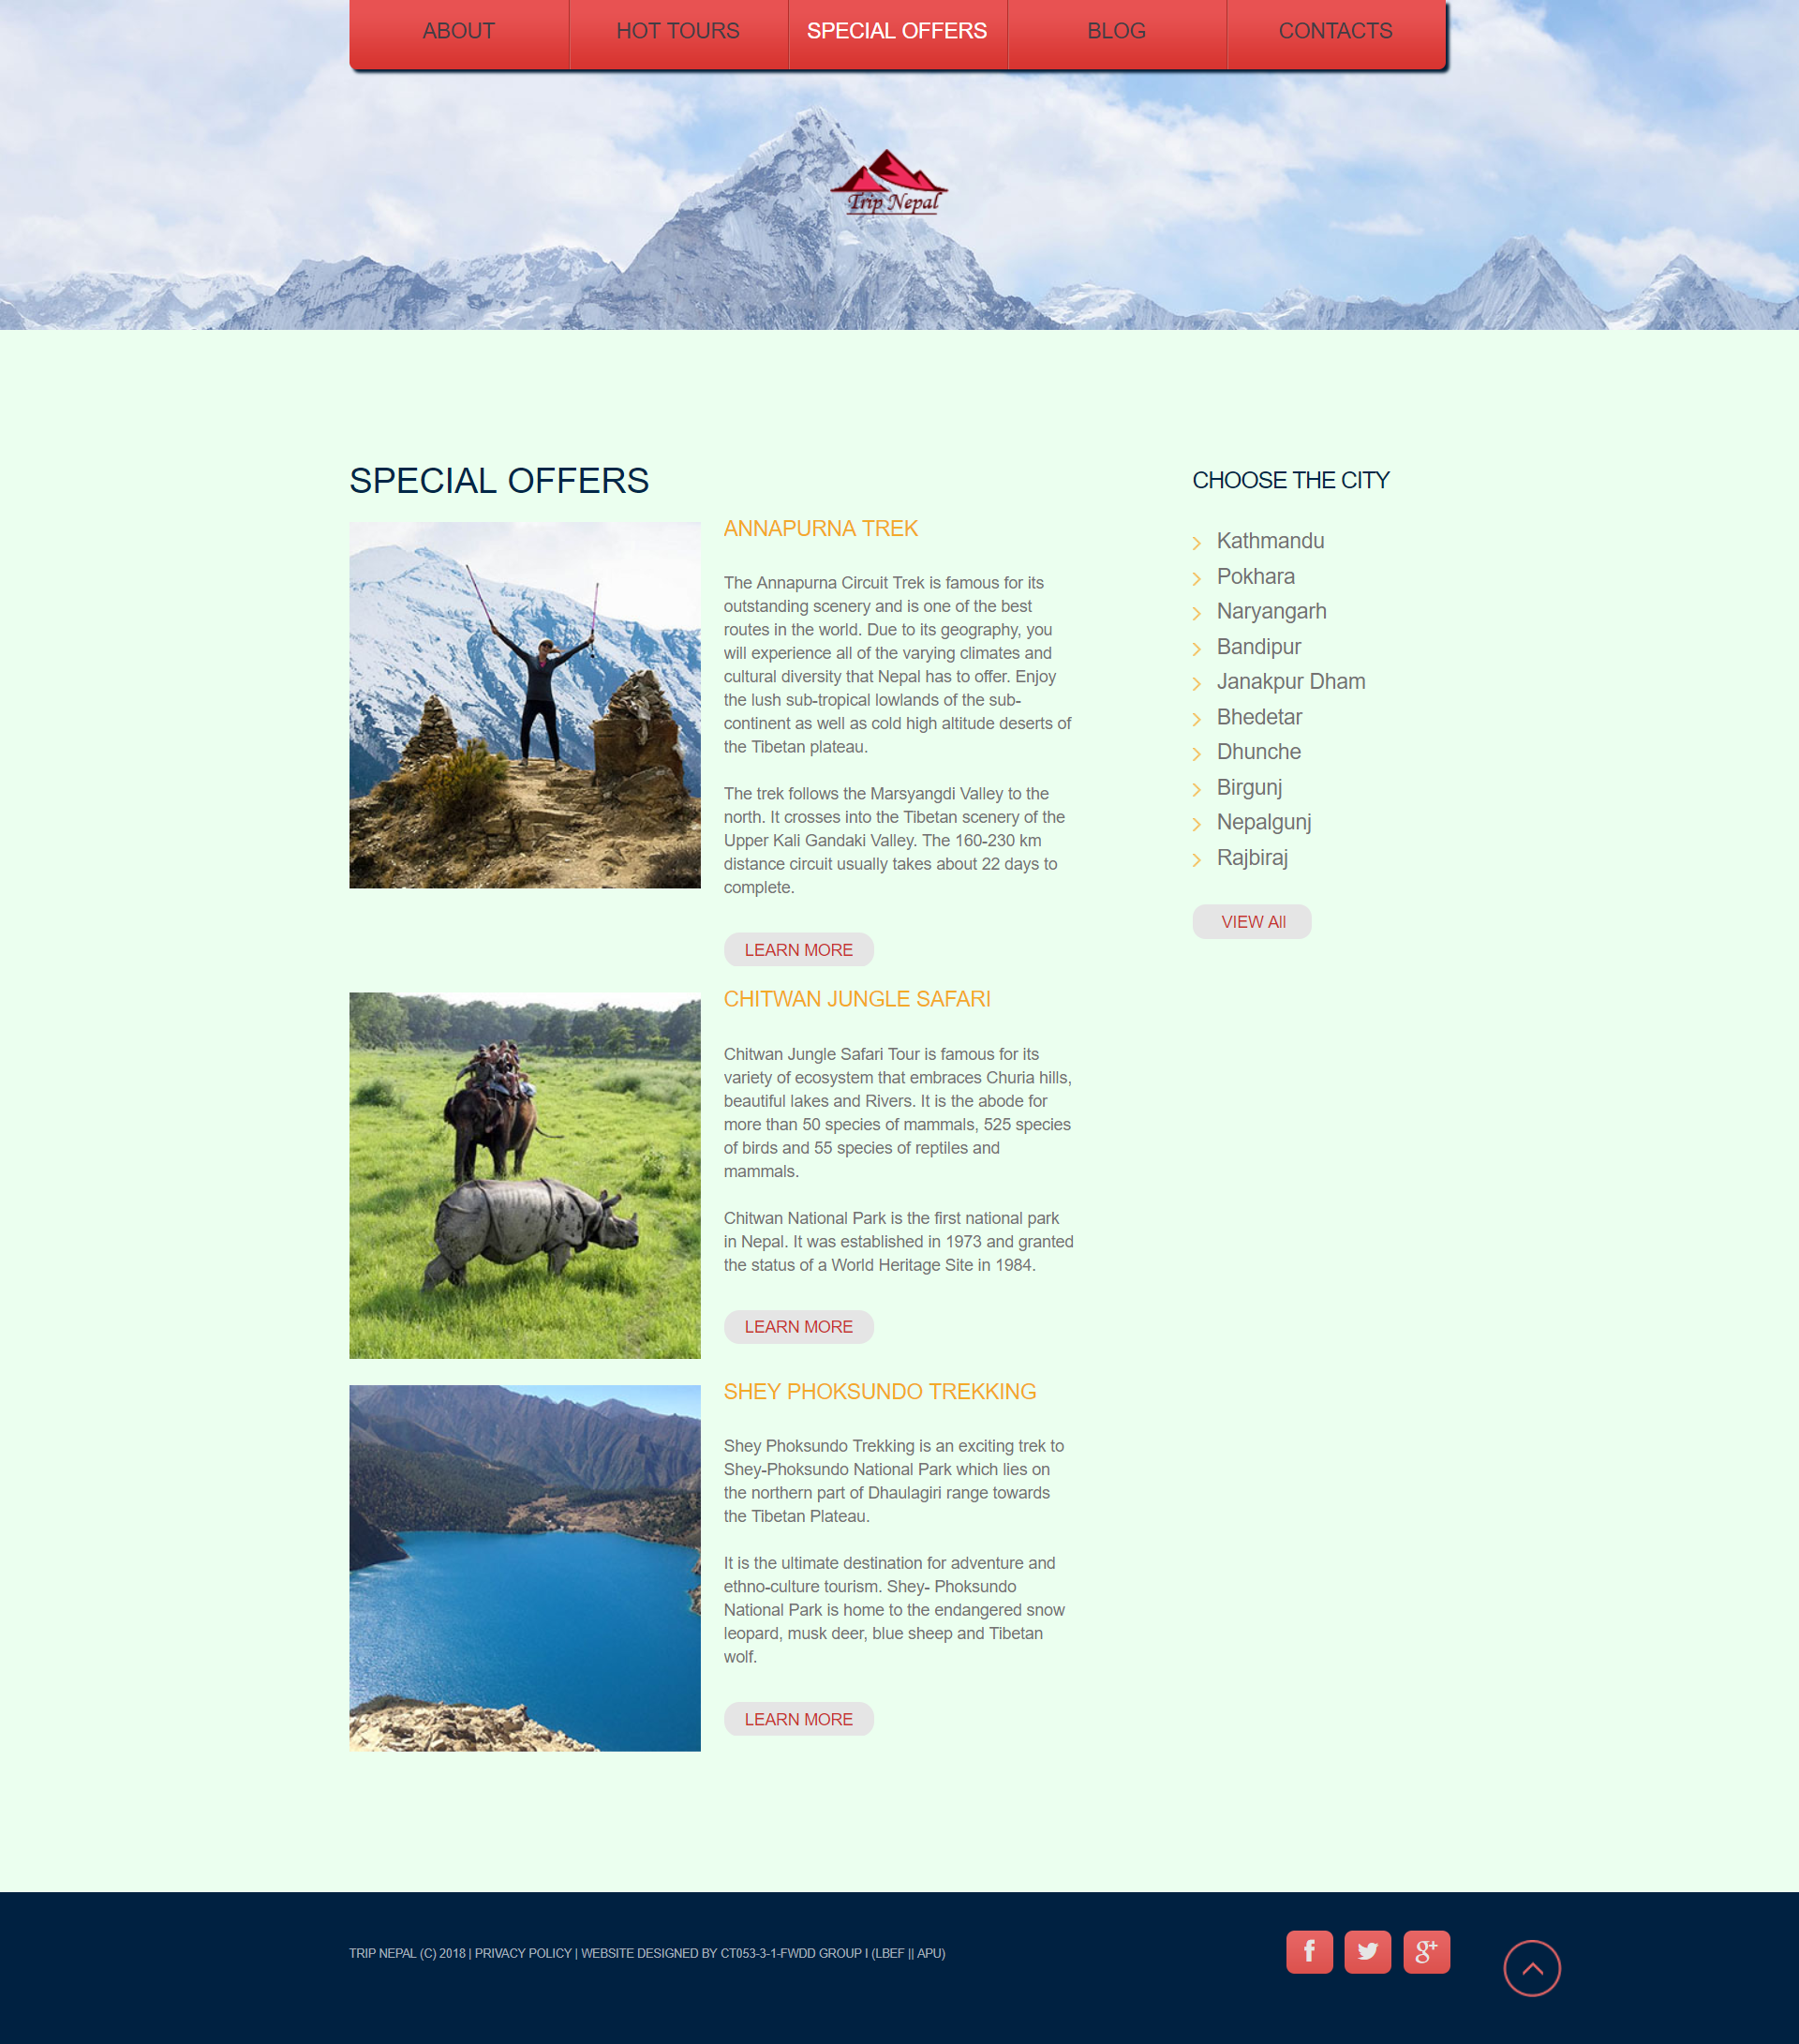 ABOUT
HOT TOURS
SPECIAL OFFERS
BLOG
CONTACTS
Trip Nepal
SPECIAL OFFERS
ANNAPURNA TREK
The Annapurna Circuit Trek is famous for its
outstanding scenery and is one of the best
routes in the world. Due to its geography, you
will experience all of the varying climates and
cultural diversity that Nepal has to offer. Enjoy
the lush sub-tropical lowlands of the sub-
continent as well as cold high altitude deserts of
the Tibetan plateau.
The trek follows the Marsyangdi Valley to the
north. It crosses into the Tibetan scenery of the
Upper Kali Gandaki Valley. The 160-230 km
distance circuit usually takes about 22 days to
complete.
LEARN MORE
CHITWAN JUNGLE SAFARI
Chitwan Jungle Safari Tour is famous for its
variety of ecosystem that embraces Churia hills,
beautiful lakes and Rivers. It is the abode for
more than 50 species of mammals, 525 species
of birds and 55 species of reptiles and
mammals.
Chitwan National Park is the first national park
in Nepal. It was established in 1973 and granted
the status of a World Heritage Site in 1984.
LEARN MORE
SHEY PHOKSUNDO TREKKING
Shey Phoksundo Trekking is an exciting trek to
Shey-Phoksundo National Park which lies on
the northern part of Dhaulagiri range towards
the Tibetan Plateau.
It is the ultimate destination for adventure and
ethno-culture tourism. Shey- Phoksundo
National Park is home to the endangered snow
leopard, musk deer, blue sheep and Tibetan
wolf.
LEARN MORE
CHOOSE THE CITY
Kathmandu
Pokhara
Naryangarh
Bandipur
Janakpur Dham
Bhedetar
Dhunche
Birgunj
Nepalgunj
Rajbiraj
VIEW All
TRIP NEPAL (C) 2018 | PRIVACY POLICY | WEBSITE DESIGNED BY CT053-3-1-FWDD GROUP I (LBEF || APU)
f
g+